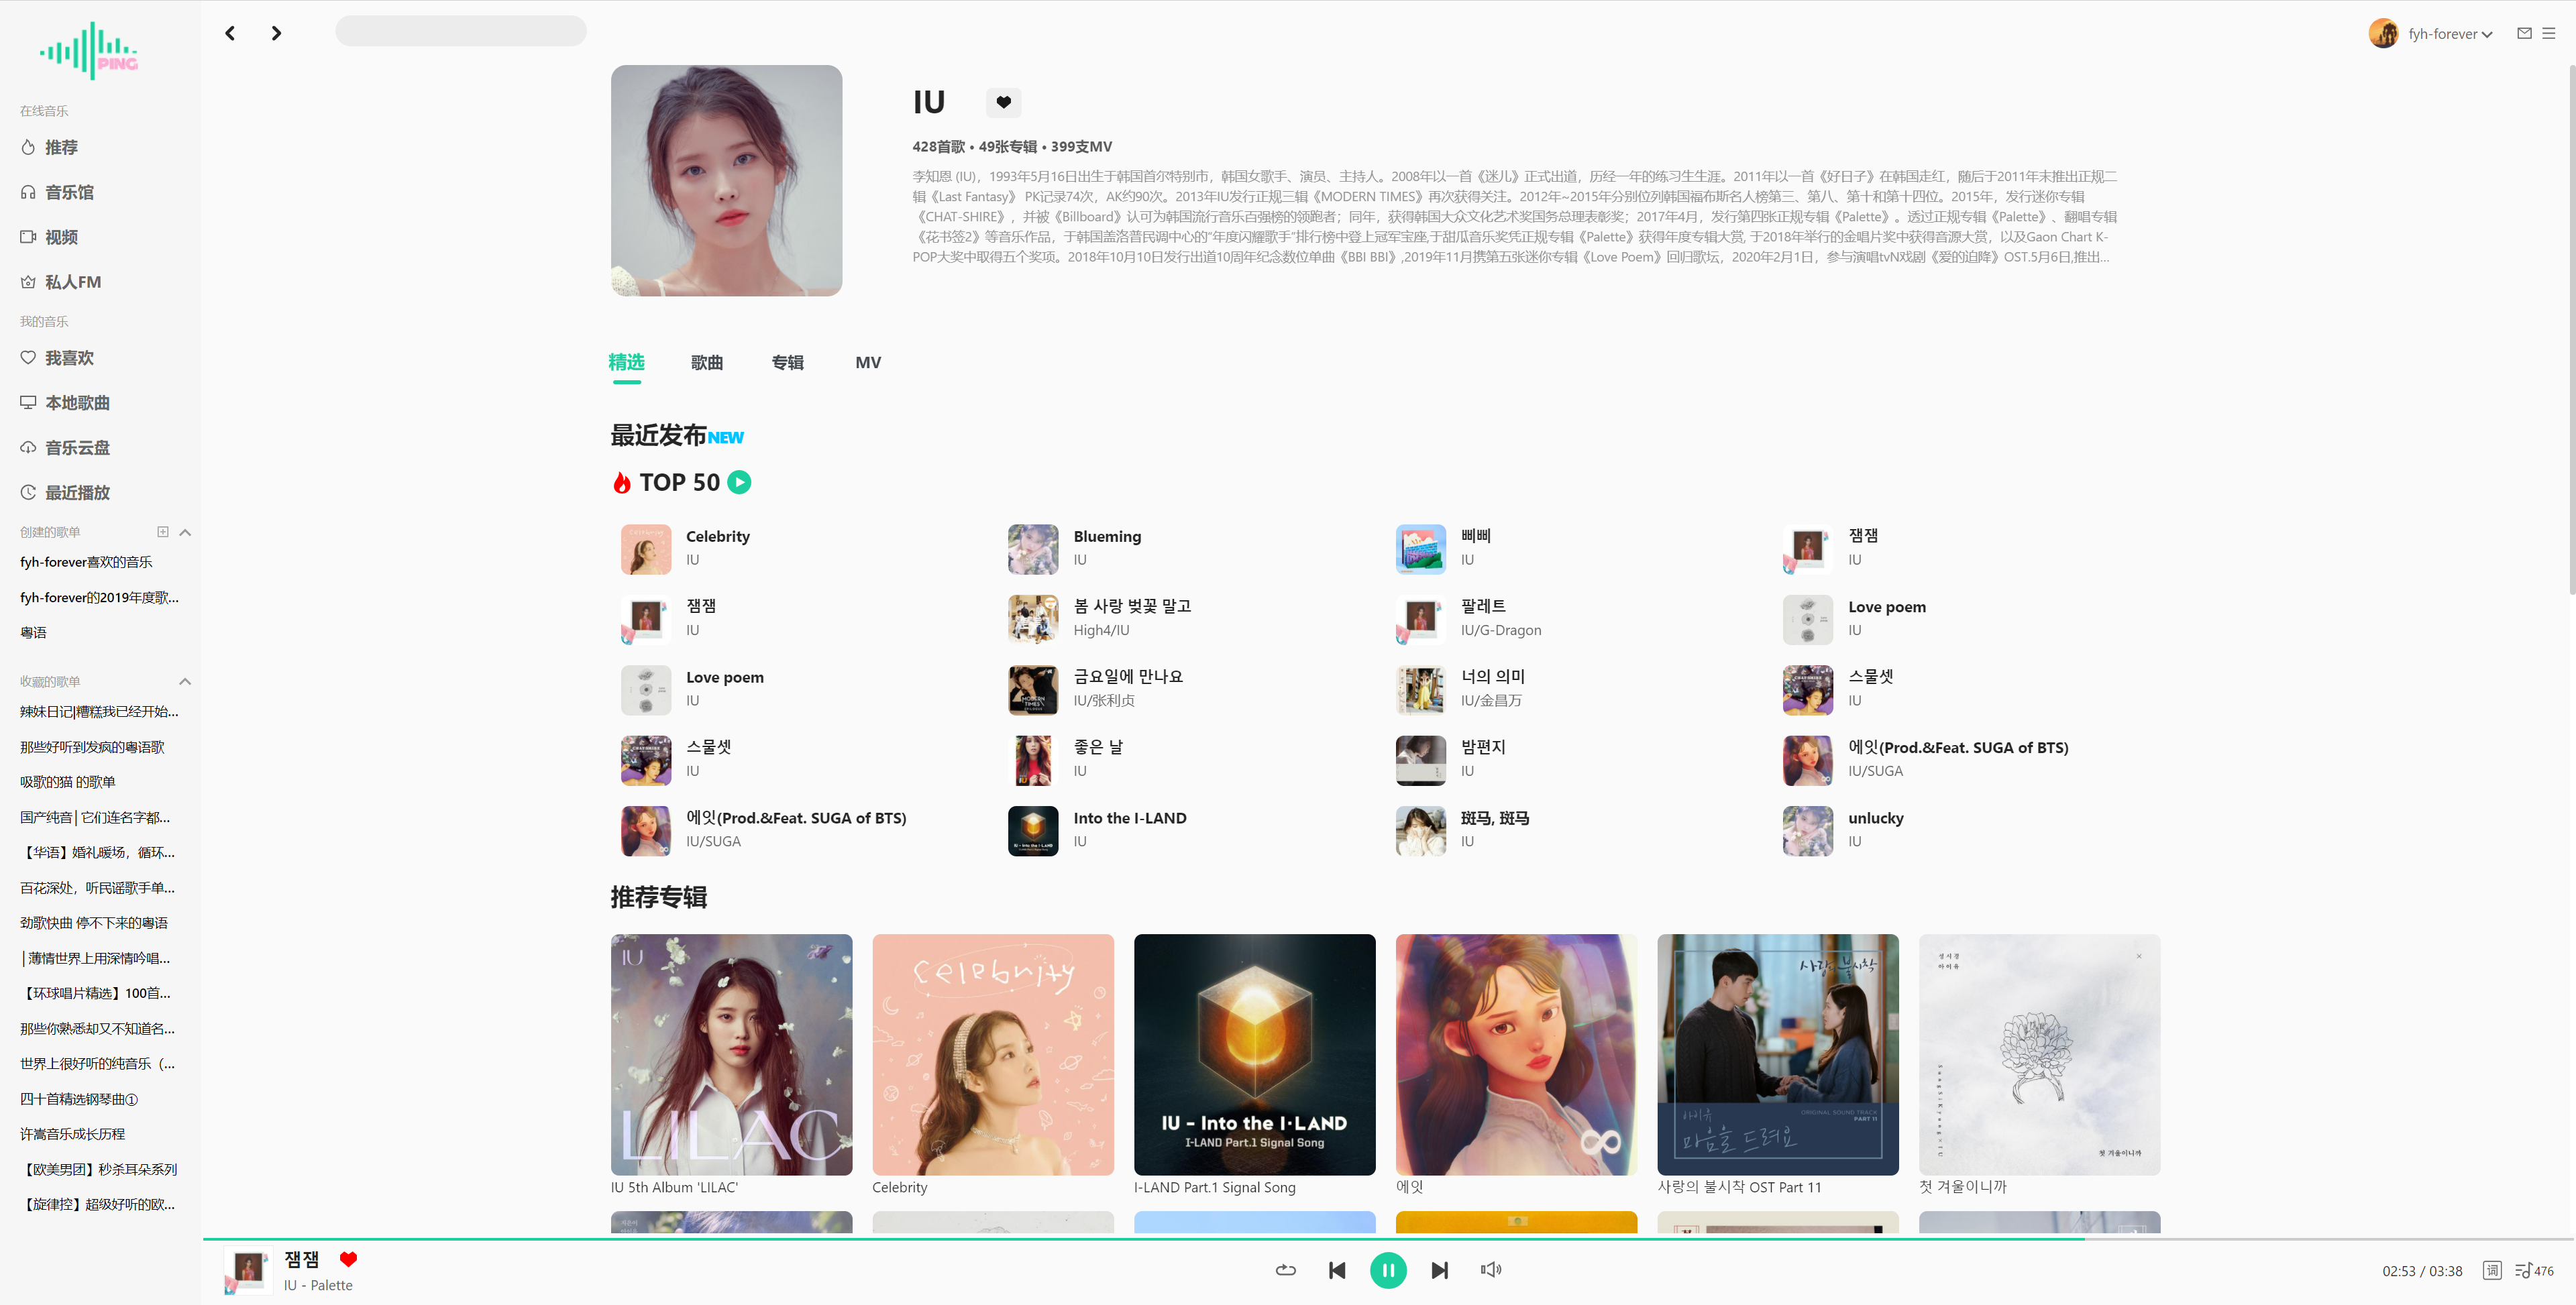 PING
fyh-forever
在线音乐
推荐
音乐馆
视频
私人FM
我的音乐
我喜欢
本地歌曲
音乐云盘
最近播放
创建的歌单
fyh-forever喜欢的音乐
fyh-forever的2019年度歌...
粤语
收藏的歌单
辣妹日记|糟糕我已经开始...
那些好听到发疯的粤语歌
吸歌的猫 的歌单
国产纯音│它们连名字都...
【华语】婚礼暖场，循环...
百花深处，听民谣歌手单...
劲歌快曲 停不下来的粤语
│薄情世界上用深情吟唱...
【环球唱片精选】100首...
那些你熟悉却又不知道名...
世界上很好听的纯音乐（...
四十首精选钢琴曲①
许嵩音乐成长历程
【欧美男团】秒杀耳朵系列
【旋律控】超级好听的欧...
IU
428首歌 • 49张专辑 • 399支MV
李知恩 (IU)，1993年5月16日出生于韩国首尔特别市，韩国女歌手、演员、主持人。2008年以一首《迷儿》正式出道，历经一年的练习生生涯。2011年以一首《好日子》在韩国走红，随后于2011年末推出正规二
辑《Last Fantasy》 PK记录74次，AK约90次。2013年IU发行正规三辑《MODERN TIMES》再次获得关注。2012年~2015年分别位列韩国福布斯名人榜第三、第八、第十和第十四位。2015年，发行迷你专辑
《CHAT-SHIRE》，并被《Billboard》认可为韩国流行音乐百强榜的领跑者；同年，获得韩国大众文化艺术奖国务总理表彰奖；2017年4月，发行第四张正规专辑《Palette》。透过正规专辑《Palette》、翻唱专辑
《花书签2》等音乐作品，于韩国盖洛普民调中心的“年度闪耀歌手”排行榜中登上冠军宝座,于甜瓜音乐奖凭正规专辑《Palette》获得年度专辑大赏, 于2018年举行的金唱片奖中获得音源大赏，以及Gaon Chart K-
POP大奖中取得五个奖项。2018年10月10日发行出道10周年纪念数位单曲《BBI BBI》,2019年11月携第五张迷你专辑《Love Poem》回归歌坛，2020年2月1日，参与演唱tvN戏剧《爱的迫降》OST.5月6日,推出...
精选
歌曲
专辑
MV
最近发布NEW
TOP 50
Celebrity
IU
Blueming
IU
삐삐
IU
잼잼
IU
잼잼
IU
봄 사랑 벚꽃 말고
High4/IU
팔레트
IU/G-Dragon
Love poem
IU
Love poem
IU
금요일에 만나요
IU/张利贞
너의 의미
IU/金昌万
스물셋
IU
스물셋
IU
좋은 날
IU
밤편지
IU
에잇(Prod.&Feat. SUGA of BTS)
IU/SUGA
에잇(Prod.&Feat. SUGA of BTS)
IU/SUGA
Into the I-LAND
IU
斑马, 斑马
IU
unlucky
IU
推荐专辑
IU
LILAC
Celebrity
IU - Into the I·LAND
I-LAND Part.1 Signal Song
사랑의 불시착
아이유
ORIGINAL SOUND TRACK
PART 11
마음을 드려요
성시경
아이유
첫 겨울이니까
IU 5th Album 'LILAC'
Celebrity
I-LAND Part.1 Signal Song
에잇
사랑의 불시착 OST Part 11
첫 겨울이니까
잼잼
IU - Palette
02:53 / 03:38
词
476